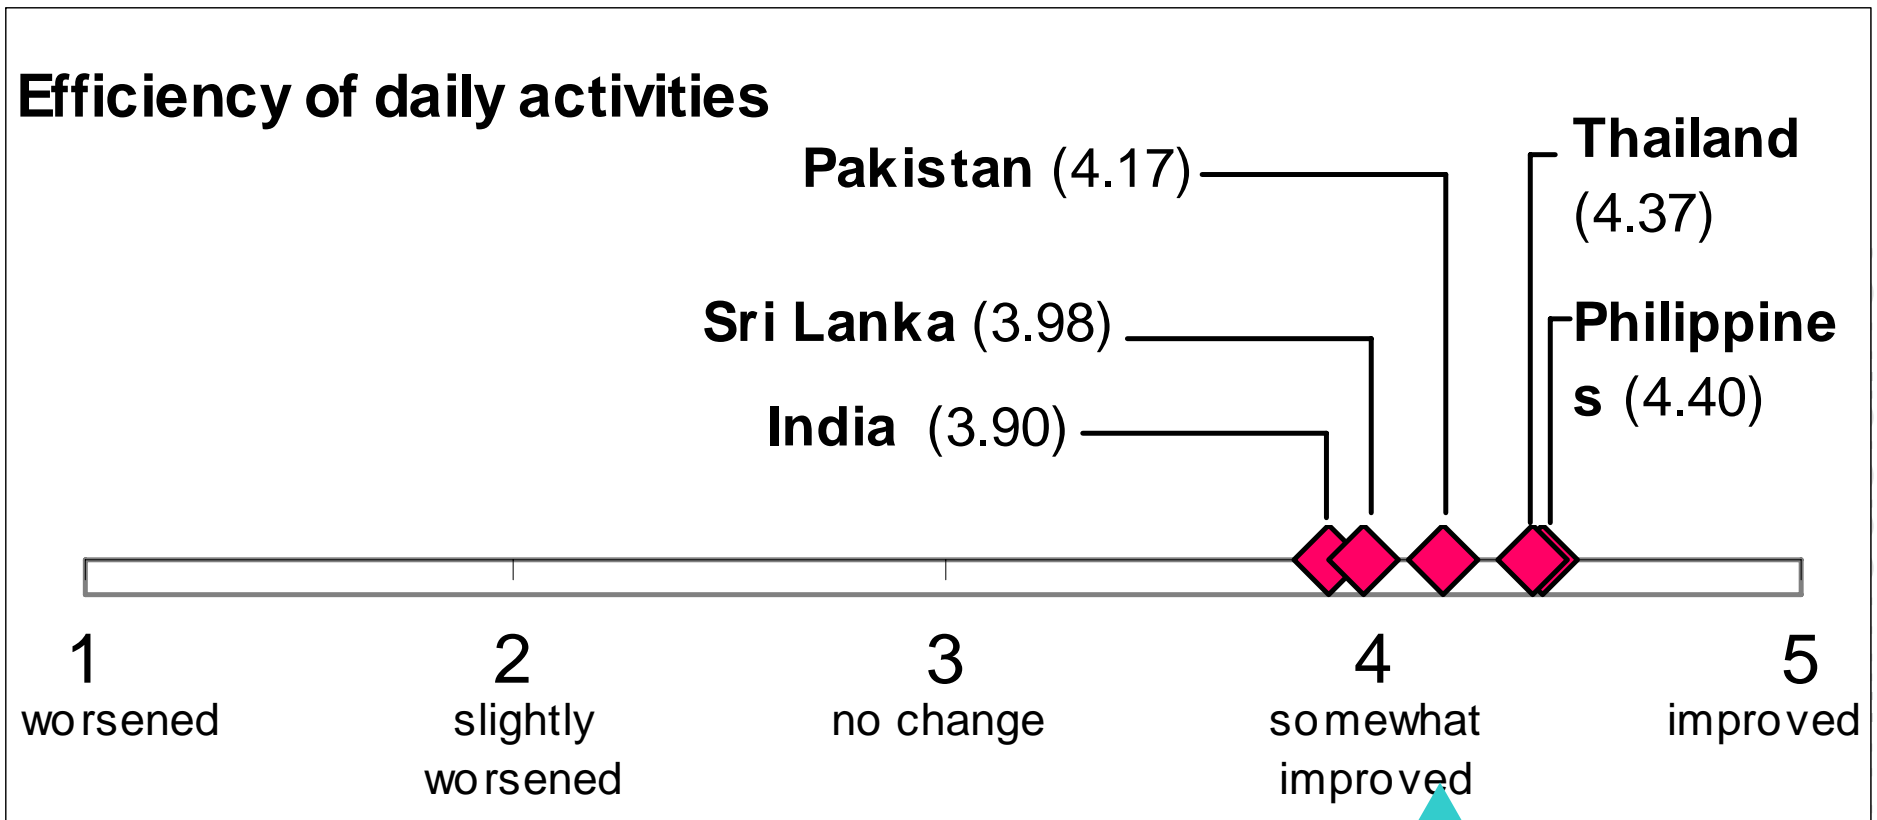 Efficiency of daily activities
Pakistan (4.17)
Thailand
(4.37)
Sri Lanka (3.98)
Philippine
s (4.40)
India (3.90)
1 2 3 4 5
worsened slightly no change somewhat improved
worsened improved